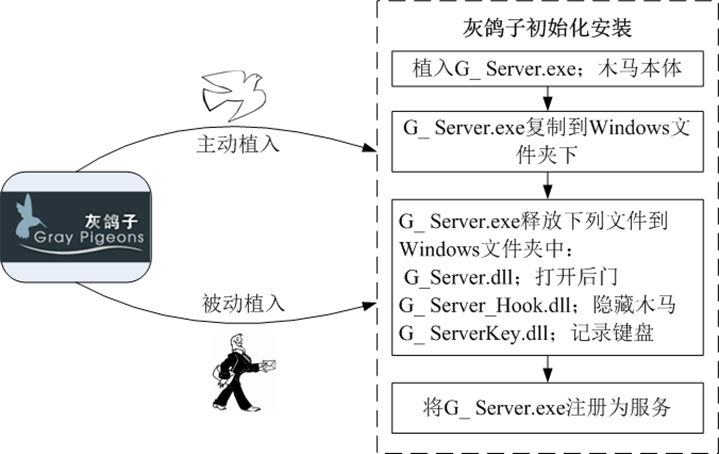 灰鸽子初始化安装
植入G_ Server.exe；木马本体
G_ Server.exe复制到Windows文
件夹下
主动植入
灰鸽子
Gray Pigeons
G_ Server.exe释放下列文件到
Windows文件夹中：
G_Server.dll；打开后门
G_ Server_Hook.dll；隐藏木马
G_ ServerKey.dll；记录键盘
被动植入
将G_ Server.exe注册为服务